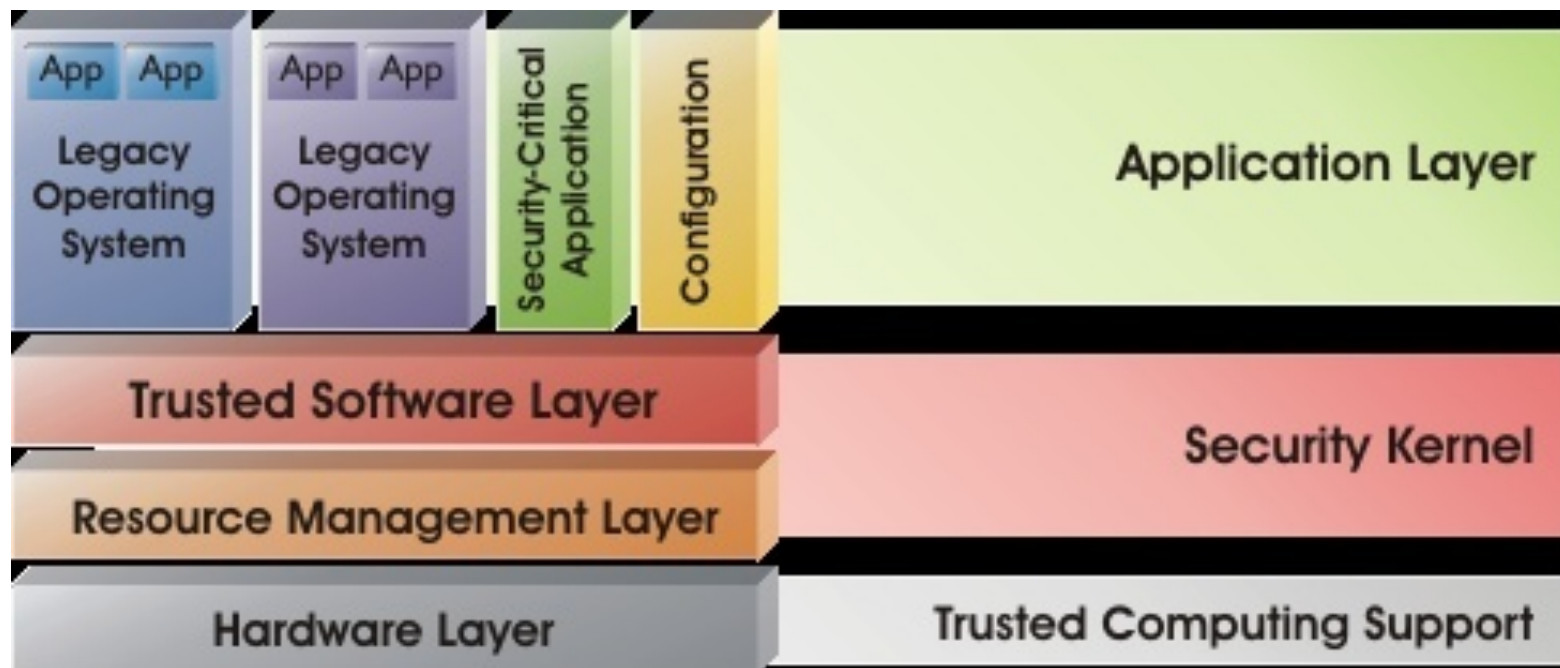 App App
Legacy
Operating
System
App App
Legacy
Operating
System
Security-Critical
Application
Configuration
Application Layer
Trusted Software Layer
Security Kernel
Resource Management Layer
Hardware Layer
Trusted Computing Support